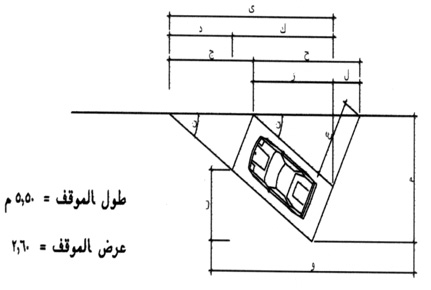 ى
د ك
ج ج
ر ل
ن ن
ه
ن
و
طول الموقف = ٥,٥٠ م
عرض الموقف = ٢,٦٠